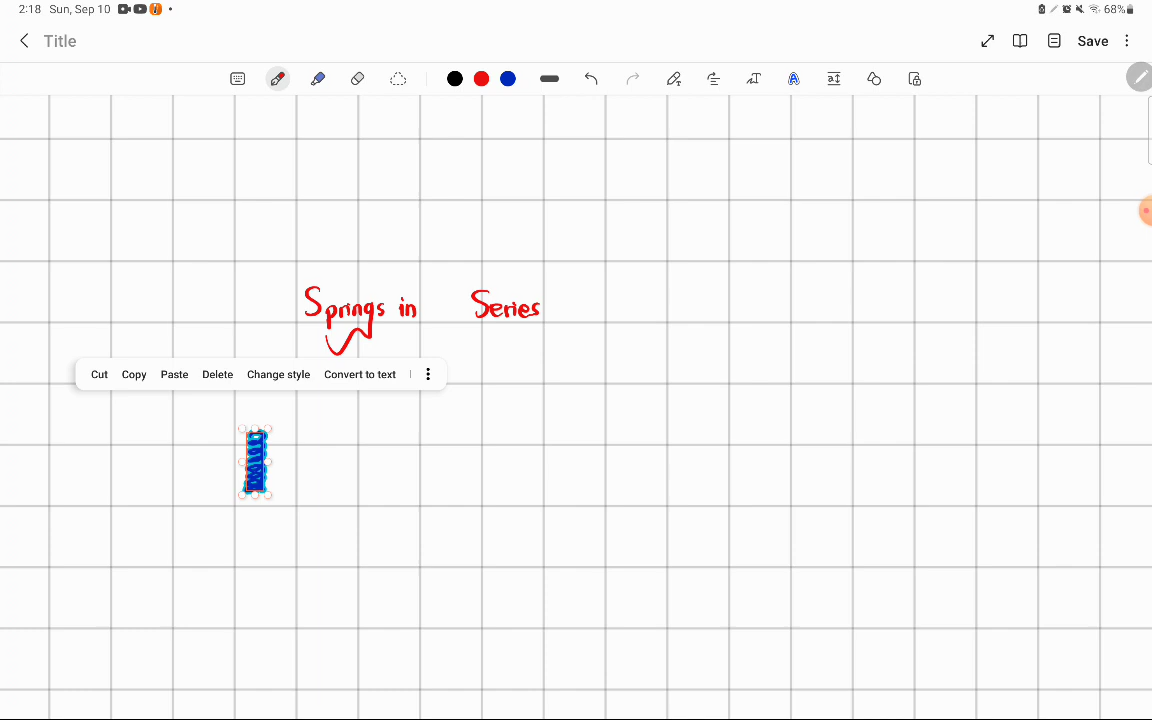 2:18 Sun, Sep 10 68%
Title Save
Springs in Series
Cut Copy Paste Delete Change style Convert to text